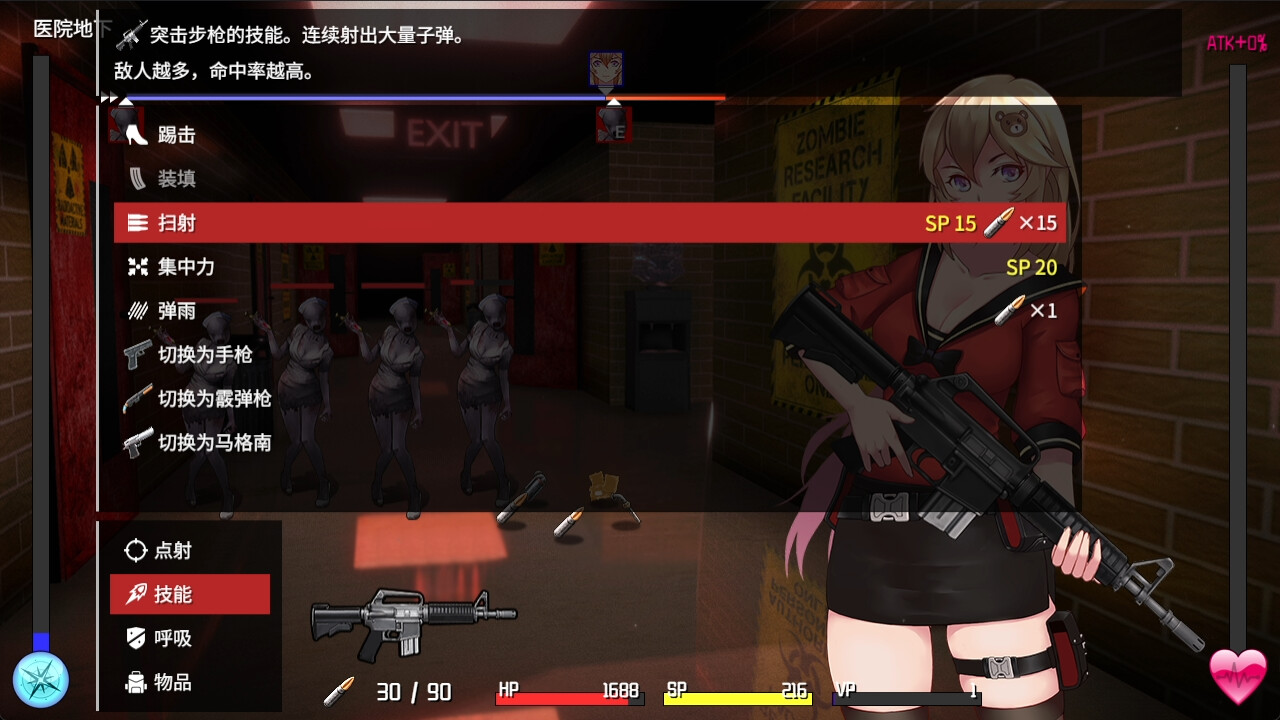 医院地下
突击步枪的技能。连续射出大量子弹。
敌人越多，命中率越高。
ATK+0%
E
EXIT
ZOMBIE
RESEARCH
FACILITY
踢击
装填
扫射 SP 15 ×15
集中力 SP 20
弹雨 ×1
切换为手枪
切换为霰弹枪
切换为马格南
点射
技能
呼吸
物品
30 / 90
HP 1688
SP 216
VP 1